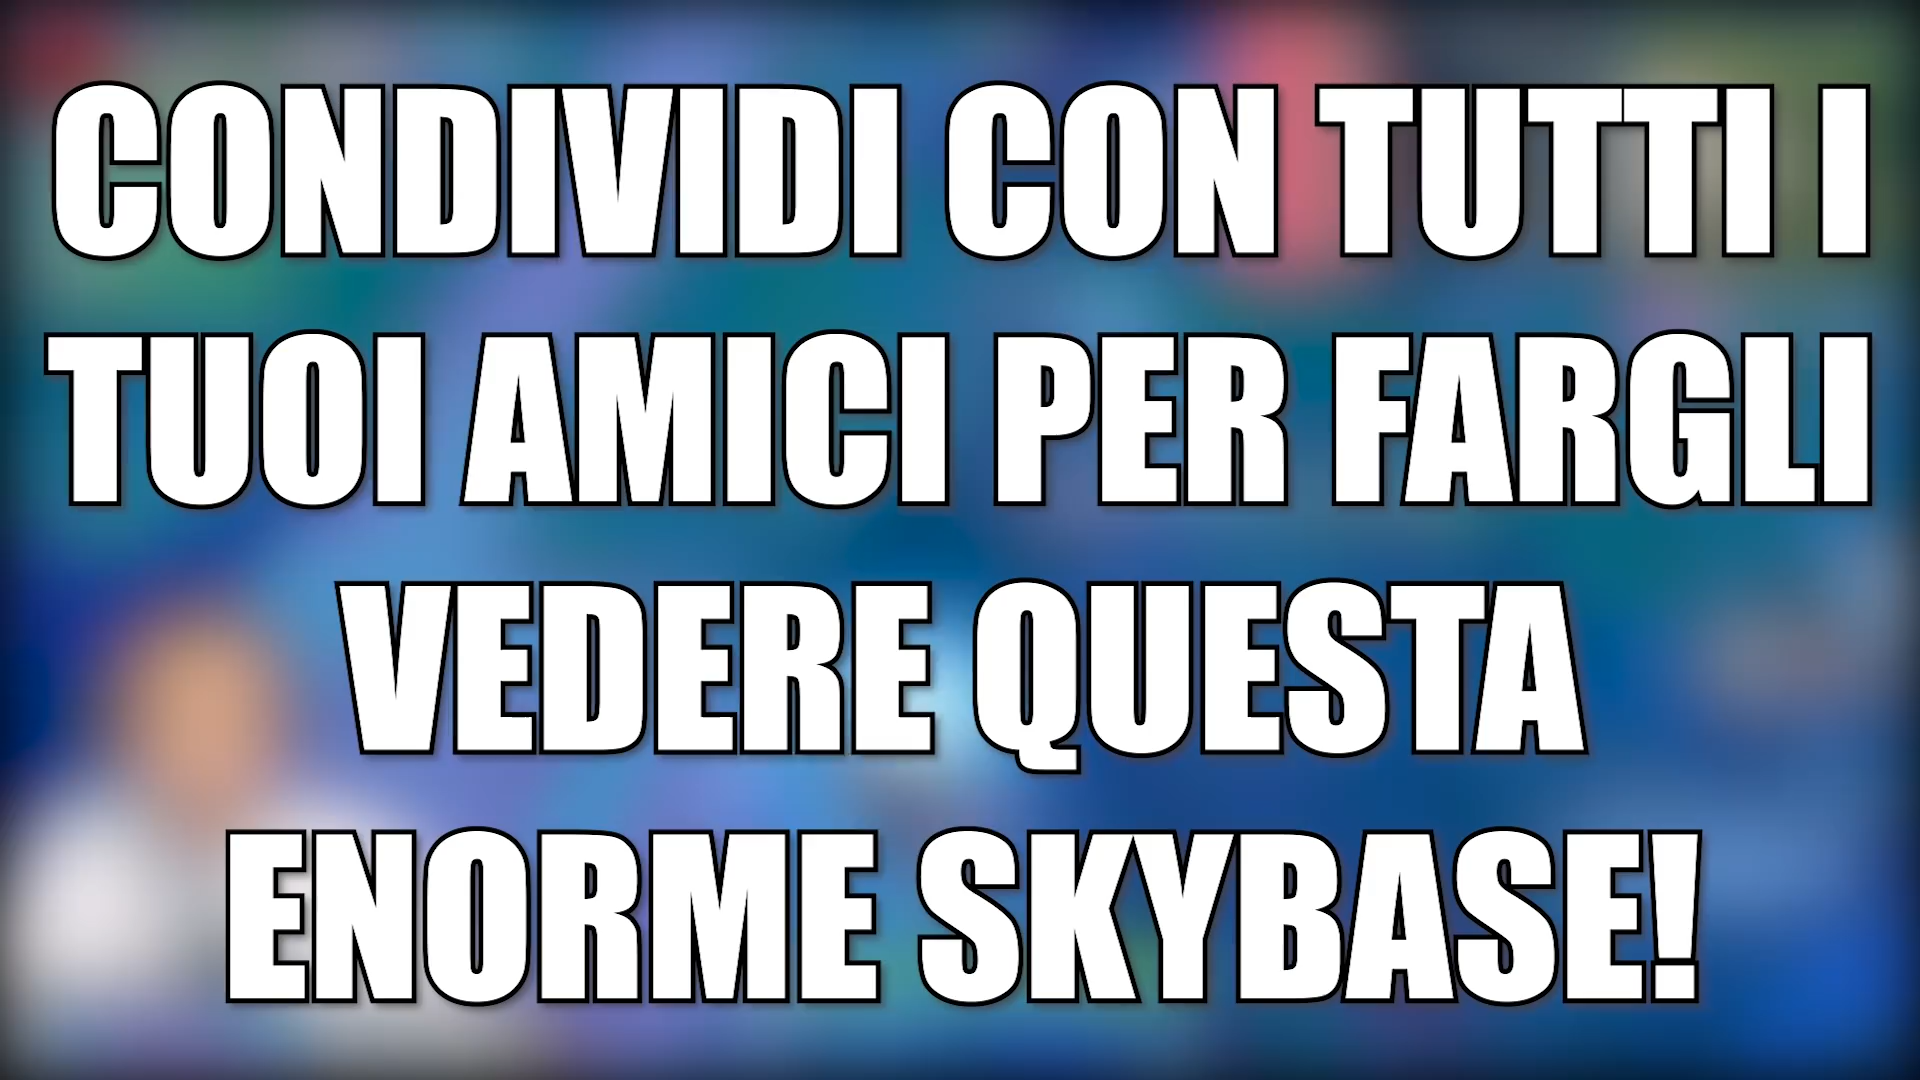 CONDIVIDI CON TUTTI I
TUOI AMICI PER FARGLI
VEDERE QUESTA
ENORME SKYBASE!